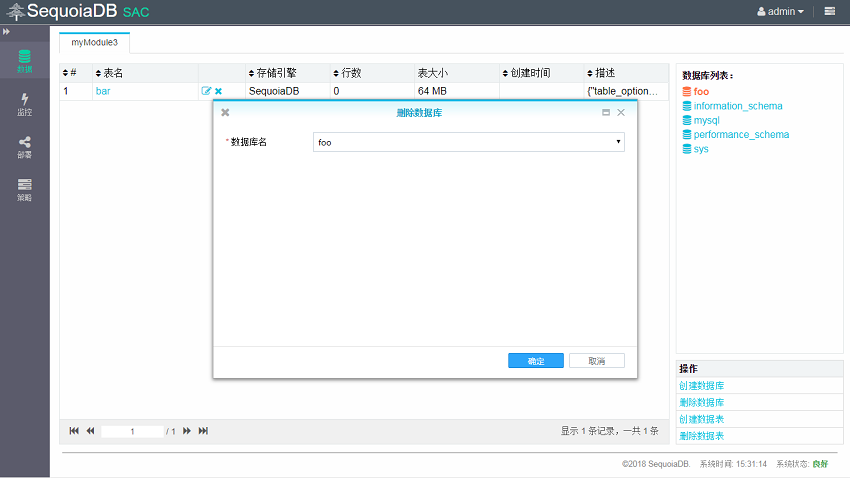 SequoiaDB SAC
admin
数据
监控
部署
策略
myModule3
# 表名 存储引擎 行数 表大小 创建时间 描述
1 bar SequoiaDB 0 64 MB {"table_option...
删除数据库
* 数据库名 foo
确定 取消
1 / 1
显示 1 条记录，一共 1 条
数据库列表：
foo
information_schema
mysql
performance_schema
sys
操作
创建数据库
删除数据库
创建数据表
删除数据表
©2018 SequoiaDB. 系统时间: 15:31:14 系统状态: 良好